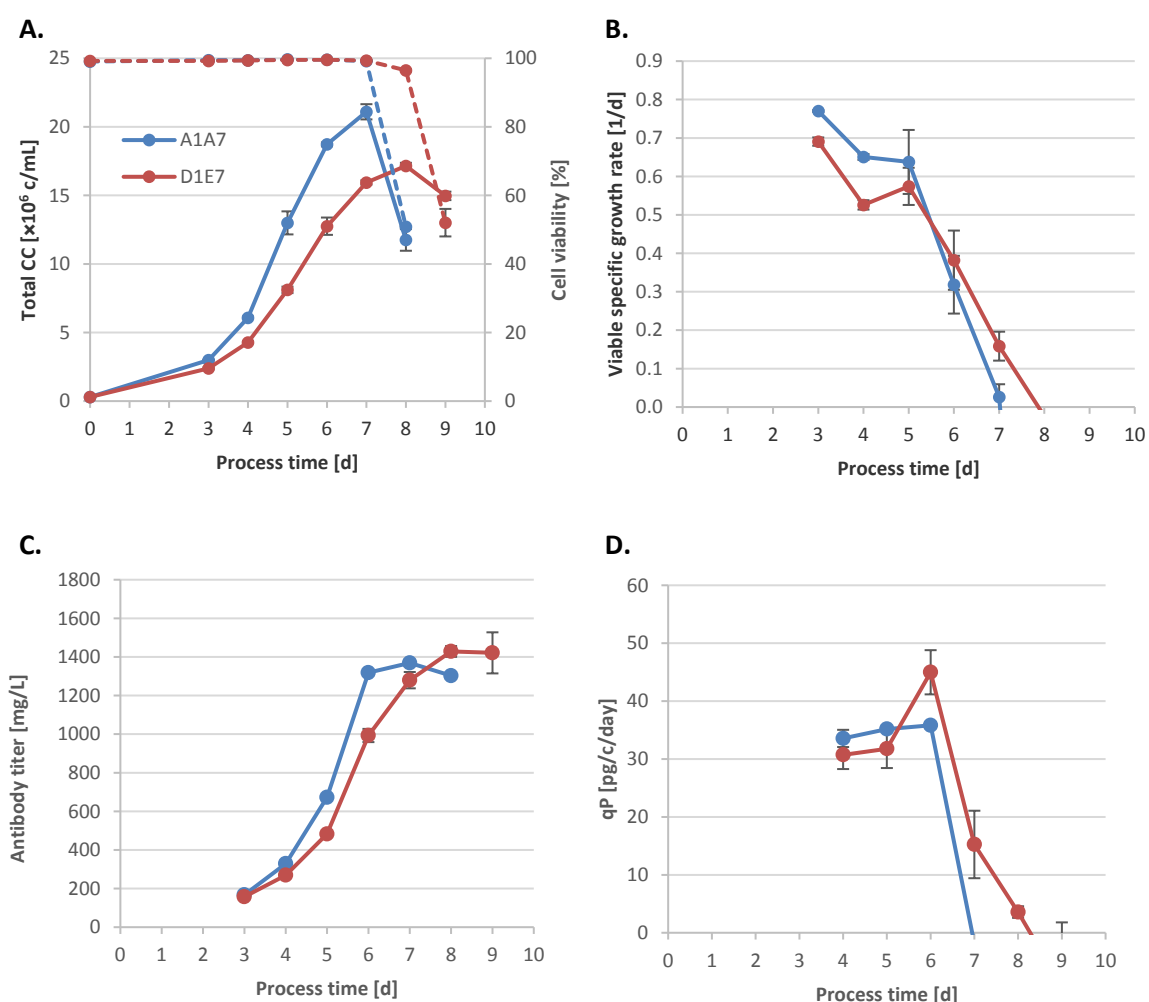 A.
Total CC [×10⁶ c/mL]
25
20
15
10
5
0
A1A7
D1E7
100
80
60
40
20
0
Cell viability [%]
0 1 2 3 4 5 6 7 8 9 10
Process time [d]
B.
Viable specific growth rate [1/d]
0.9
0.8
0.7
0.6
0.5
0.4
0.3
0.2
0.1
0.0
0 1 2 3 4 5 6 7 8 9 10
Process time [d]
C.
Antibody titer [mg/L]
1800
1600
1400
1200
1000
800
600
400
200
0
0 1 2 3 4 5 6 7 8 9 10
Process time [d]
D.
qP [pg/c/day]
60
50
40
30
20
10
0
0 1 2 3 4 5 6 7 8 9 10
Process time [d]